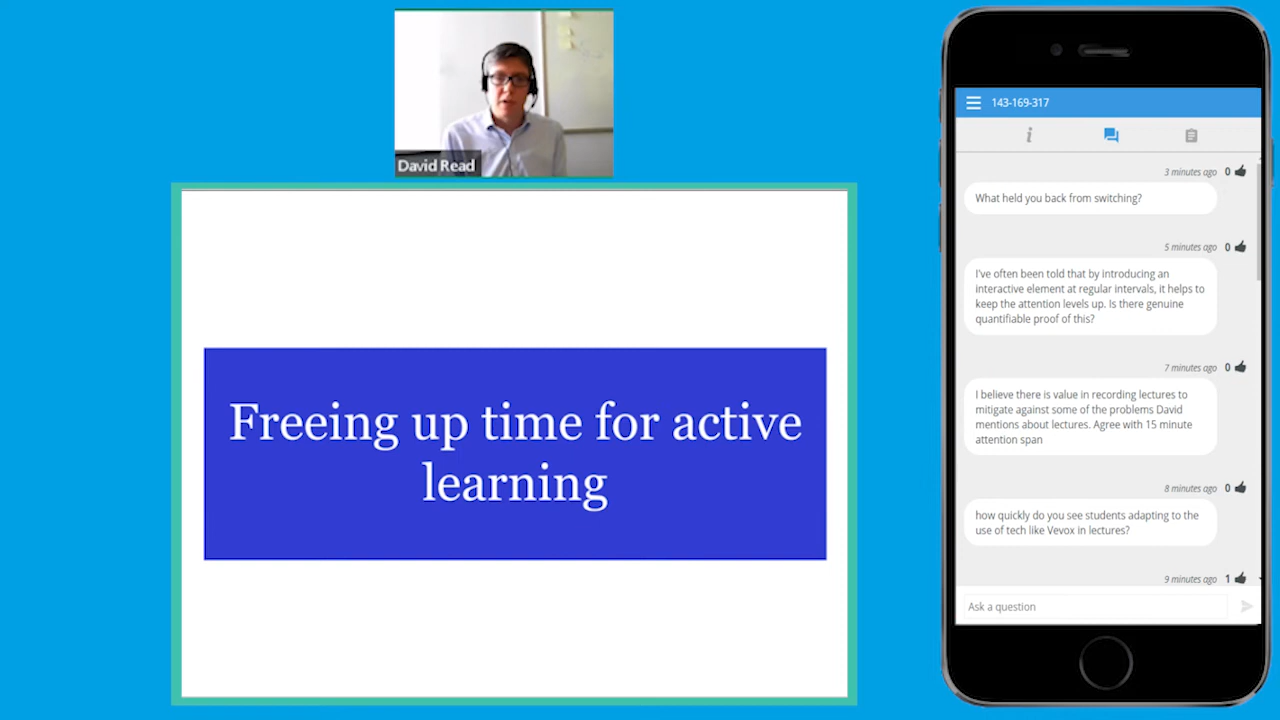 David Read
Freeing up time for active
learning
143-169-317
3 minutes ago 0
What held you back from switching?
5 minutes ago 0
I've often been told that by introducing an
interactive element at regular intervals, it helps to
keep the attention levels up. Is there genuine
quantifiable proof of this?
7 minutes ago 0
I believe there is value in recording lectures to
mitigate against some of the problems David
mentions about lectures. Agree with 15 minute
attention span
8 minutes ago 0
how quickly do you see students adapting to the
use of tech like Vevox in lectures?
9 minutes ago 1
Ask a question